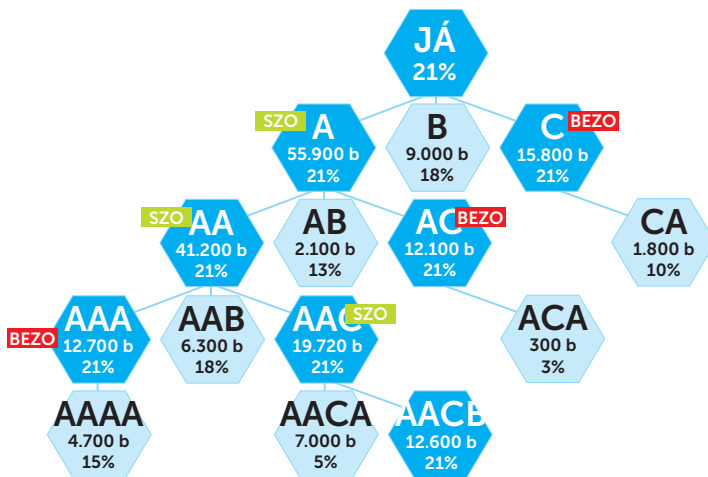 JÁ
21%
SZO
A
55.900 b
21%
B
9.000 b
18%
C
BEZO
15.800 b
21%
SZO
AA
41.200 b
21%
AB
2.100 b
13%
AC
BEZO
12.100 b
21%
CA
1.800 b
10%
BEZO
AAA
12.700 b
21%
AAB
6.300 b
18%
AAC
SZO
19.720 b
21%
ACA
300 b
3%
AAAA
4.700 b
15%
AACA
7.000 b
5%
AACB
12.600 b
21%